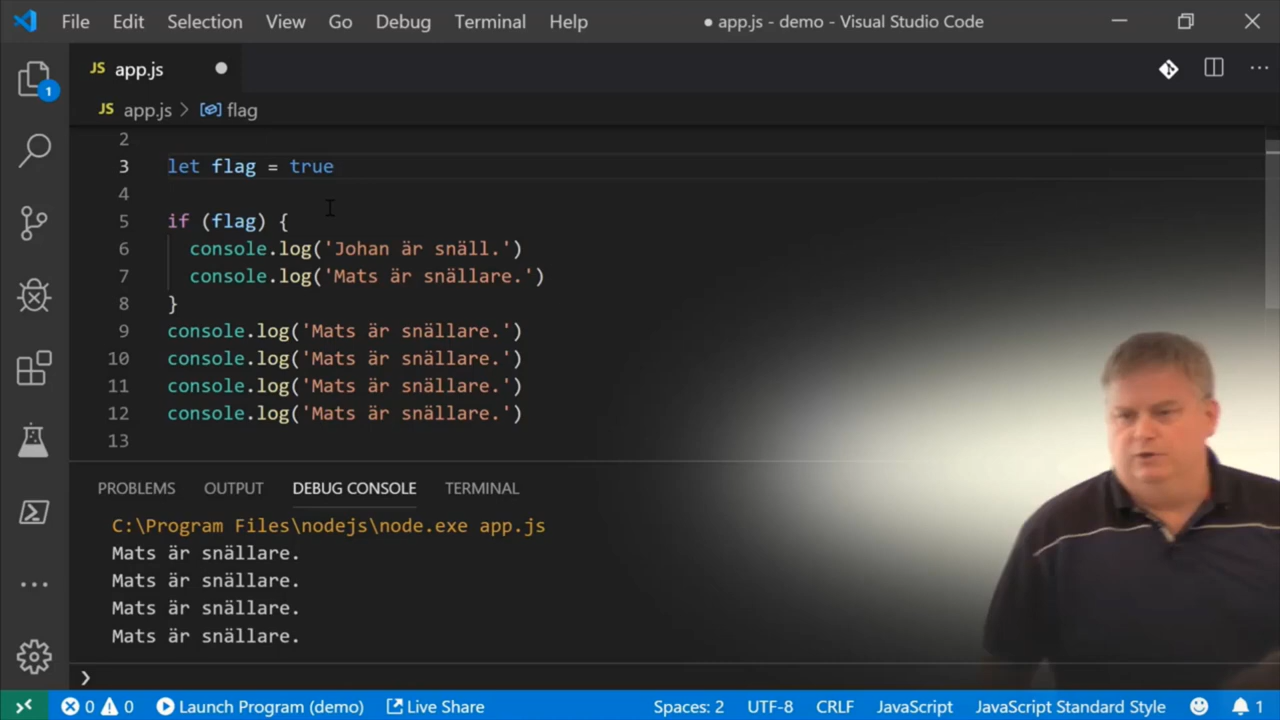 File Edit Selection View Go Debug Terminal Help ● app.js - demo - Visual Studio Code
JS app.js ●
1
JS app.js > flag
2
3 let flag = true
4
5 if (flag) {
6 console.log('Johan är snäll.')
7 console.log('Mats är snällare.')
8 }
9 console.log('Mats är snällare.')
10 console.log('Mats är snällare.')
11 console.log('Mats är snällare.')
12 console.log('Mats är snällare.')
13
PROBLEMS OUTPUT DEBUG CONSOLE TERMINAL
C:\Program Files\nodejs\node.exe app.js
Mats är snällare.
Mats är snällare.
Mats är snällare.
Mats är snällare.
❯
0 0 Launch Program (demo) Live Share Spaces: 2 UTF-8 CRLF JavaScript JavaScript Standard Style 1